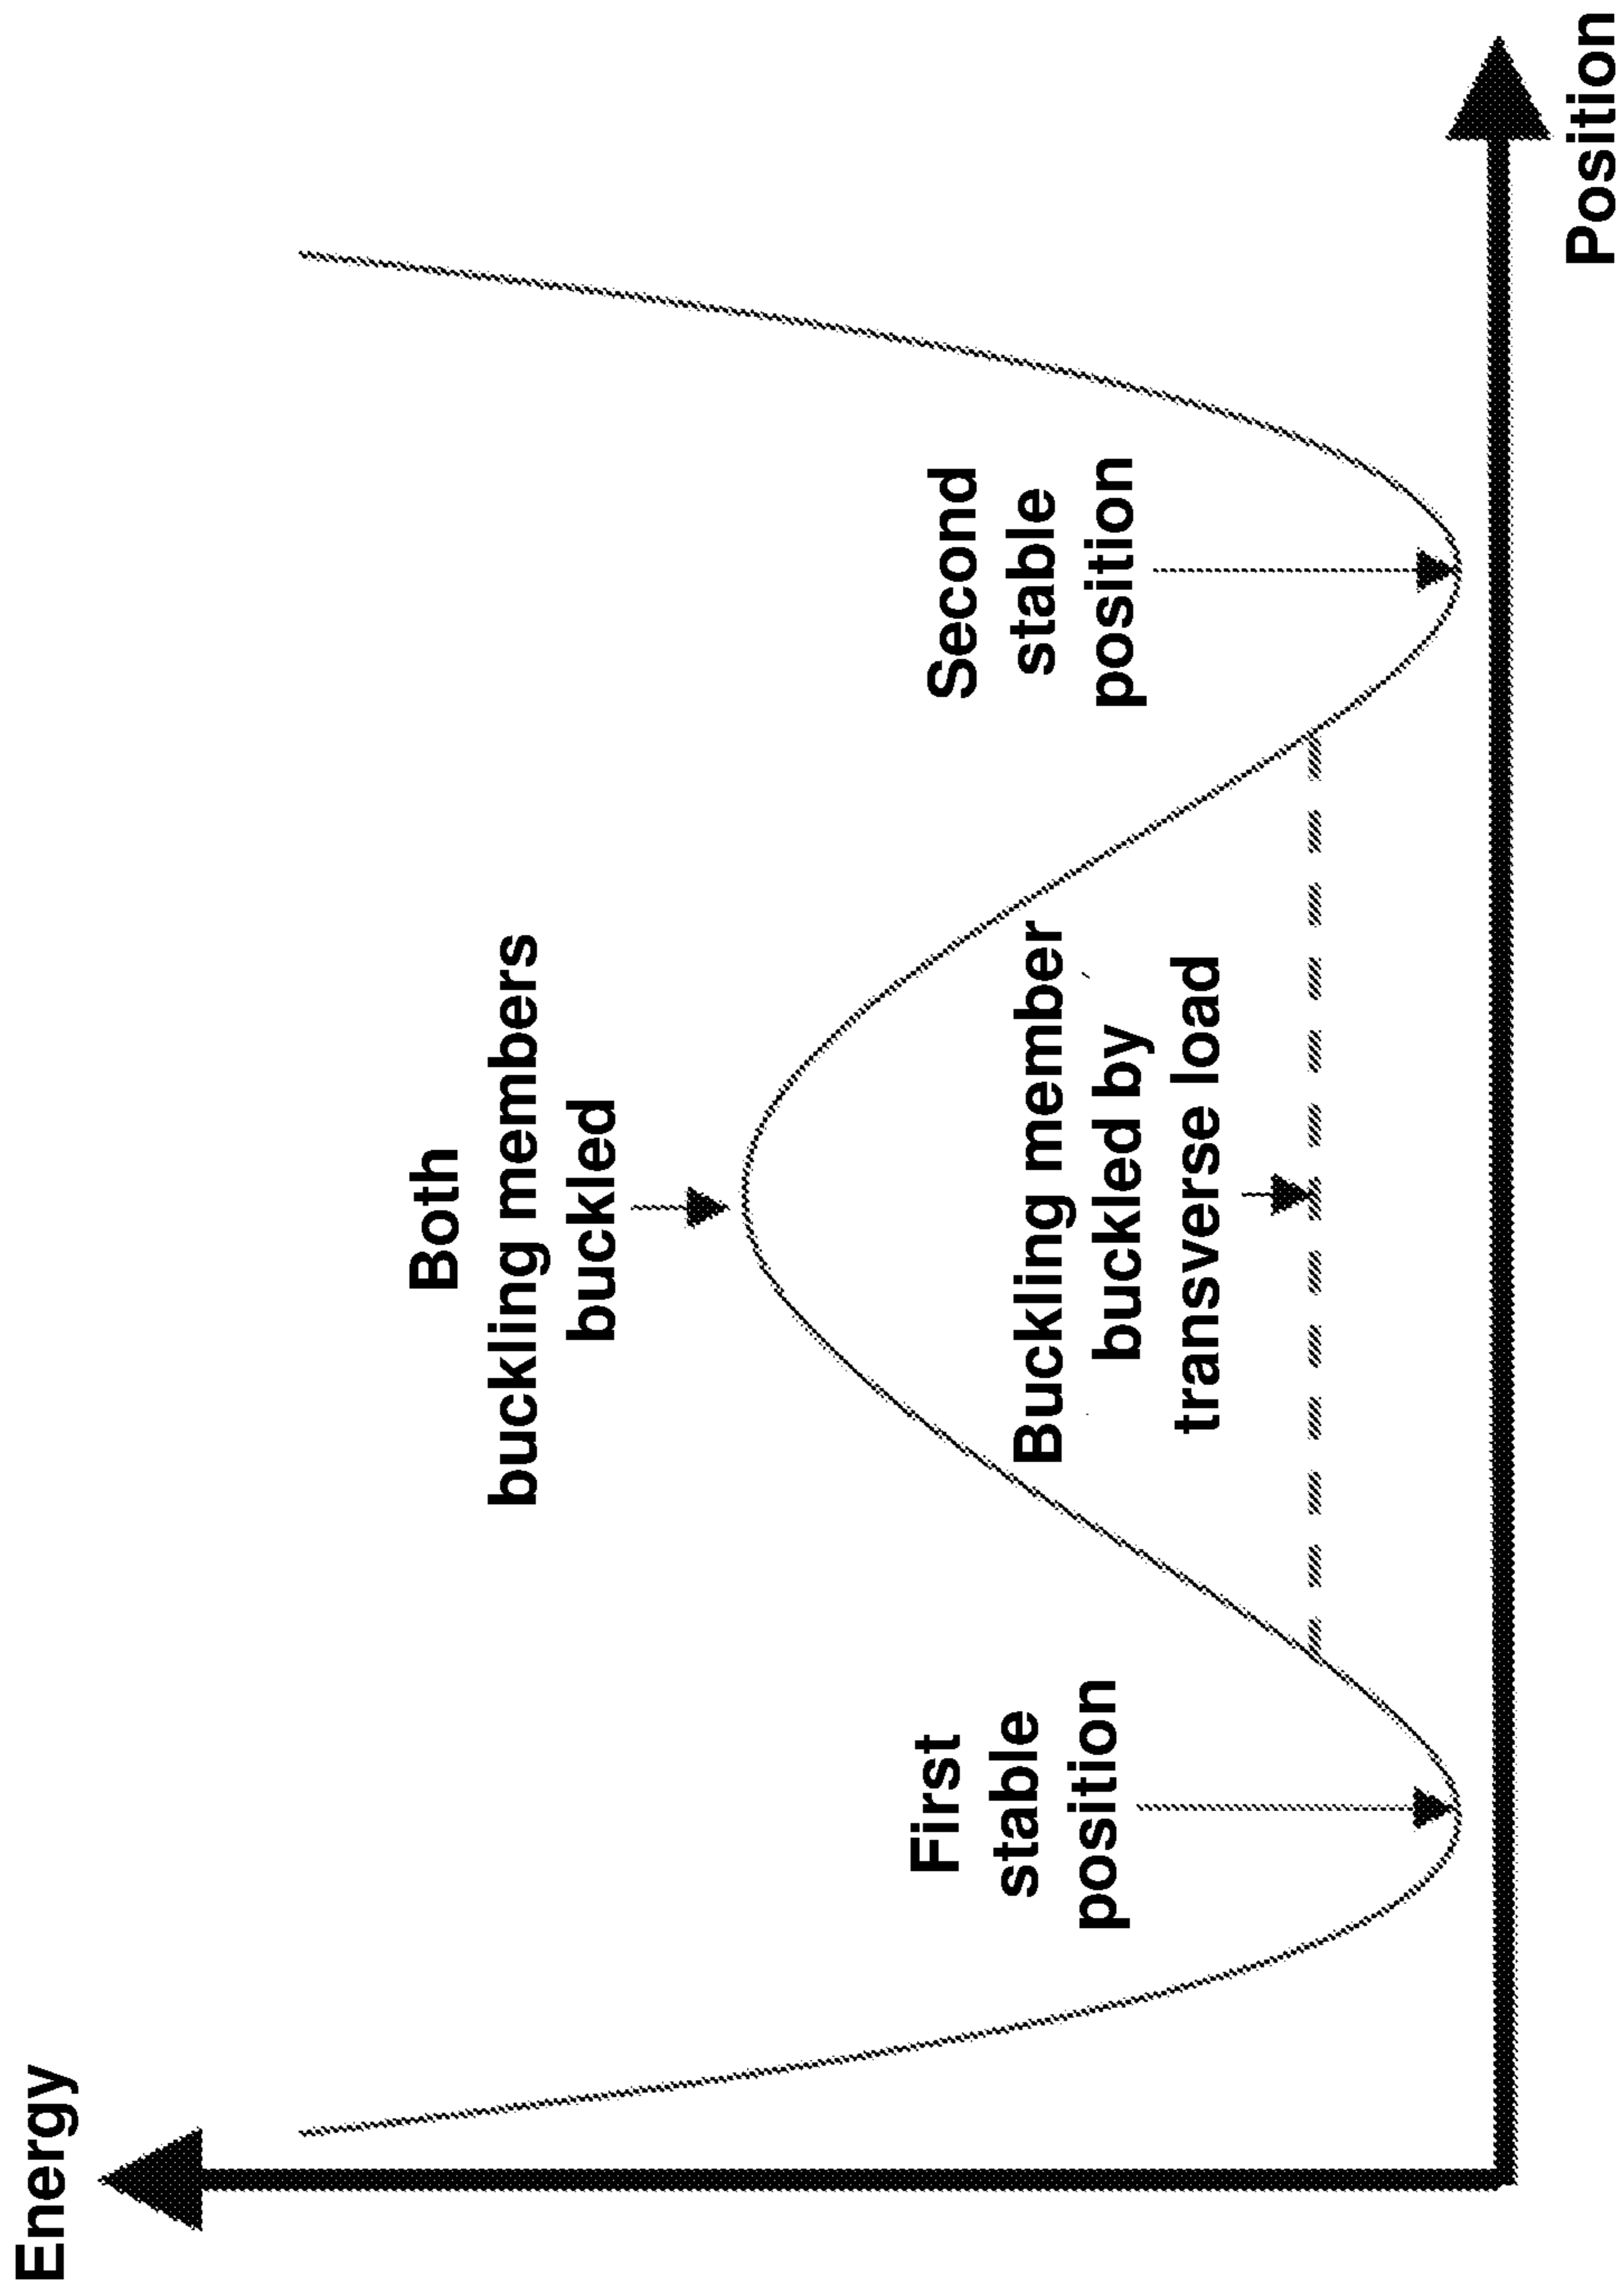 Energy
Both
buckling members
buckled
First
stable
position
Buckling member
buckled by
transverse load
Second
stable
position
Position